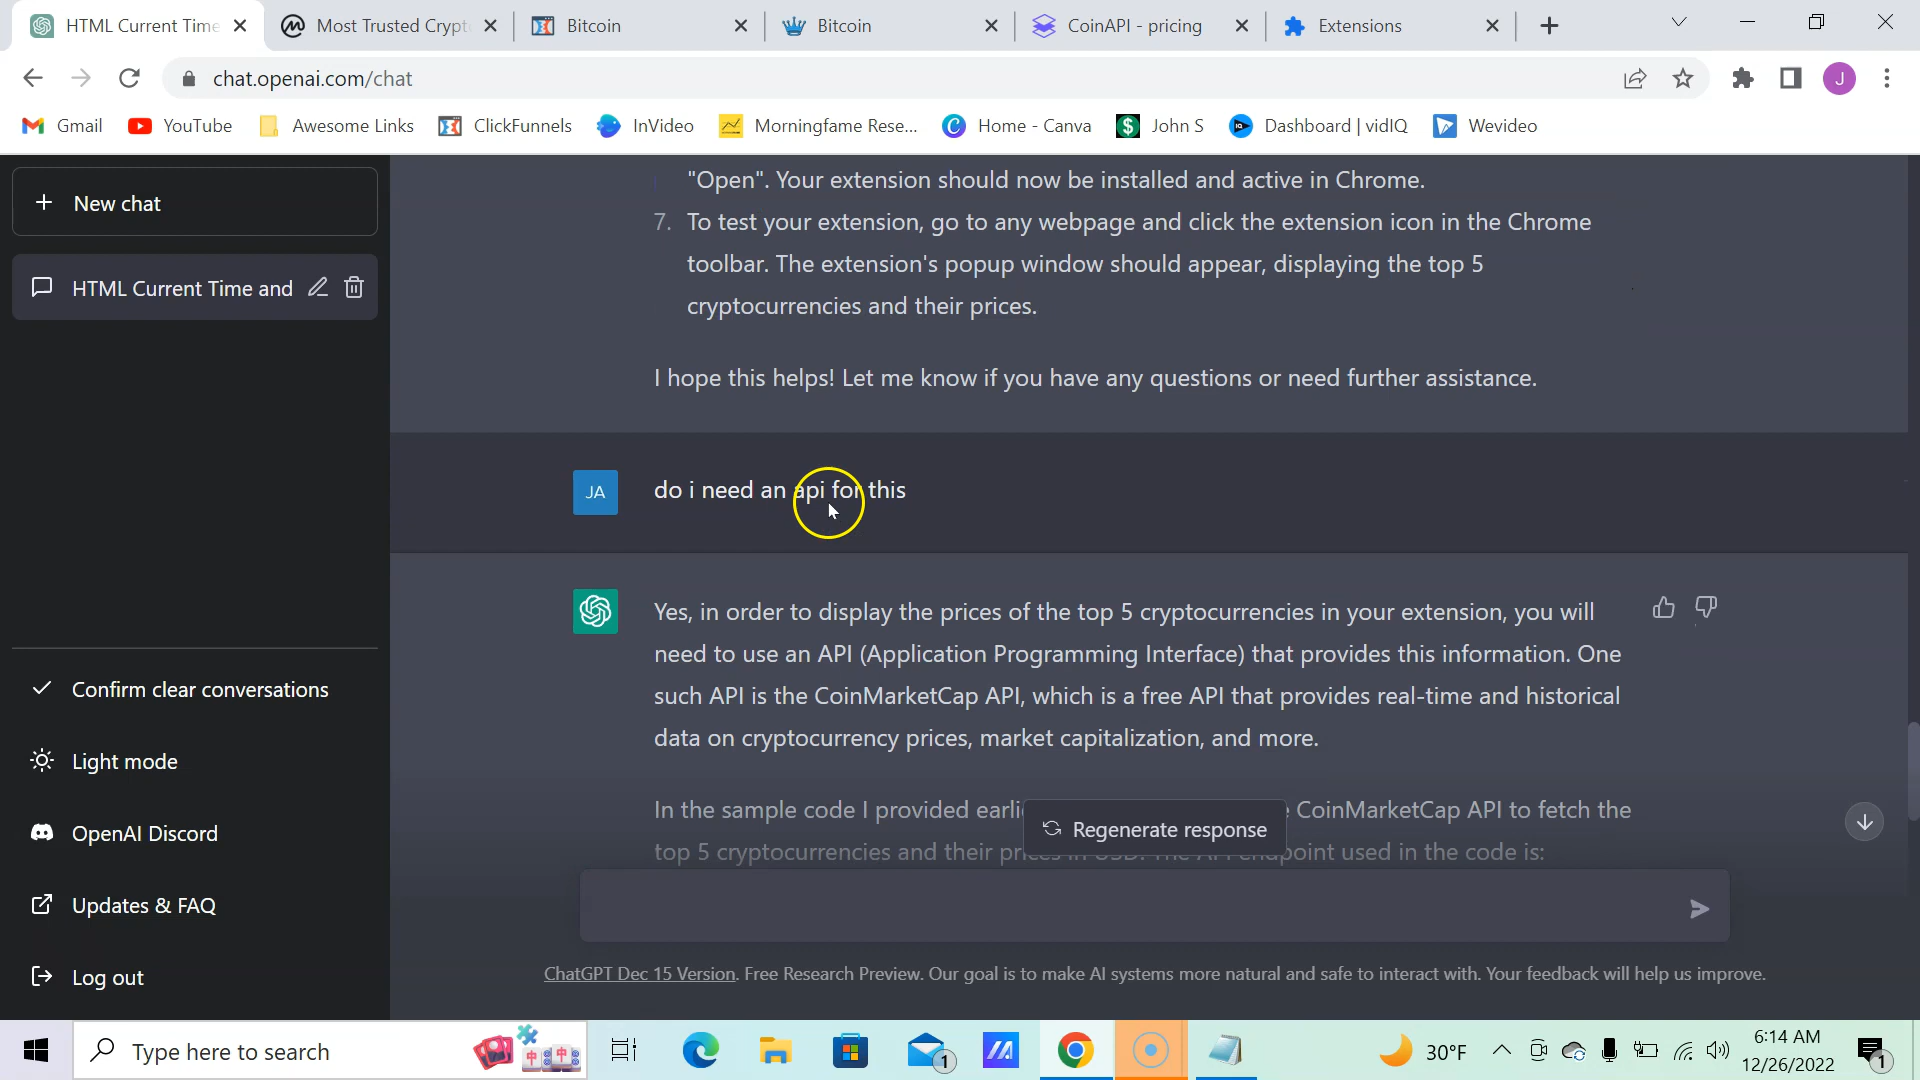 HTML Current Time
Most Trusted Crypt
Bitcoin
Bitcoin
CoinAPI - pricing
Extensions
chat.openai.com/chat
Gmail
YouTube
Awesome Links
ClickFunnels
InVideo
Morningfame Rese...
Home - Canva
John S
Dashboard | vidIQ
Wevideo
New chat
HTML Current Time and
Confirm clear conversations
Light mode
OpenAI Discord
Updates & FAQ
Log out
"Open". Your extension should now be installed and active in Chrome.
7. To test your extension, go to any webpage and click the extension icon in the Chrome
toolbar. The extension's popup window should appear, displaying the top 5
cryptocurrencies and their prices.
I hope this helps! Let me know if you have any questions or need further assistance.
JA
do i need an api for this
Yes, in order to display the prices of the top 5 cryptocurrencies in your extension, you will
need to use an API (Application Programming Interface) that provides this information. One
such API is the CoinMarketCap API, which is a free API that provides real-time and historical
data on cryptocurrency prices, market capitalization, and more.
In the sample code I provided CoinMarketCap API to fetch the
top 5 cryptocurrencies and their used in the code is:
Regenerate response
ChatGPT Dec 15 Version. Free Research Preview. Our goal is to make AI systems more natural and safe to interact with. Your feedback will help us improve.
J
Type here to search
1
30°F
6:14 AM
12/26/2022
1